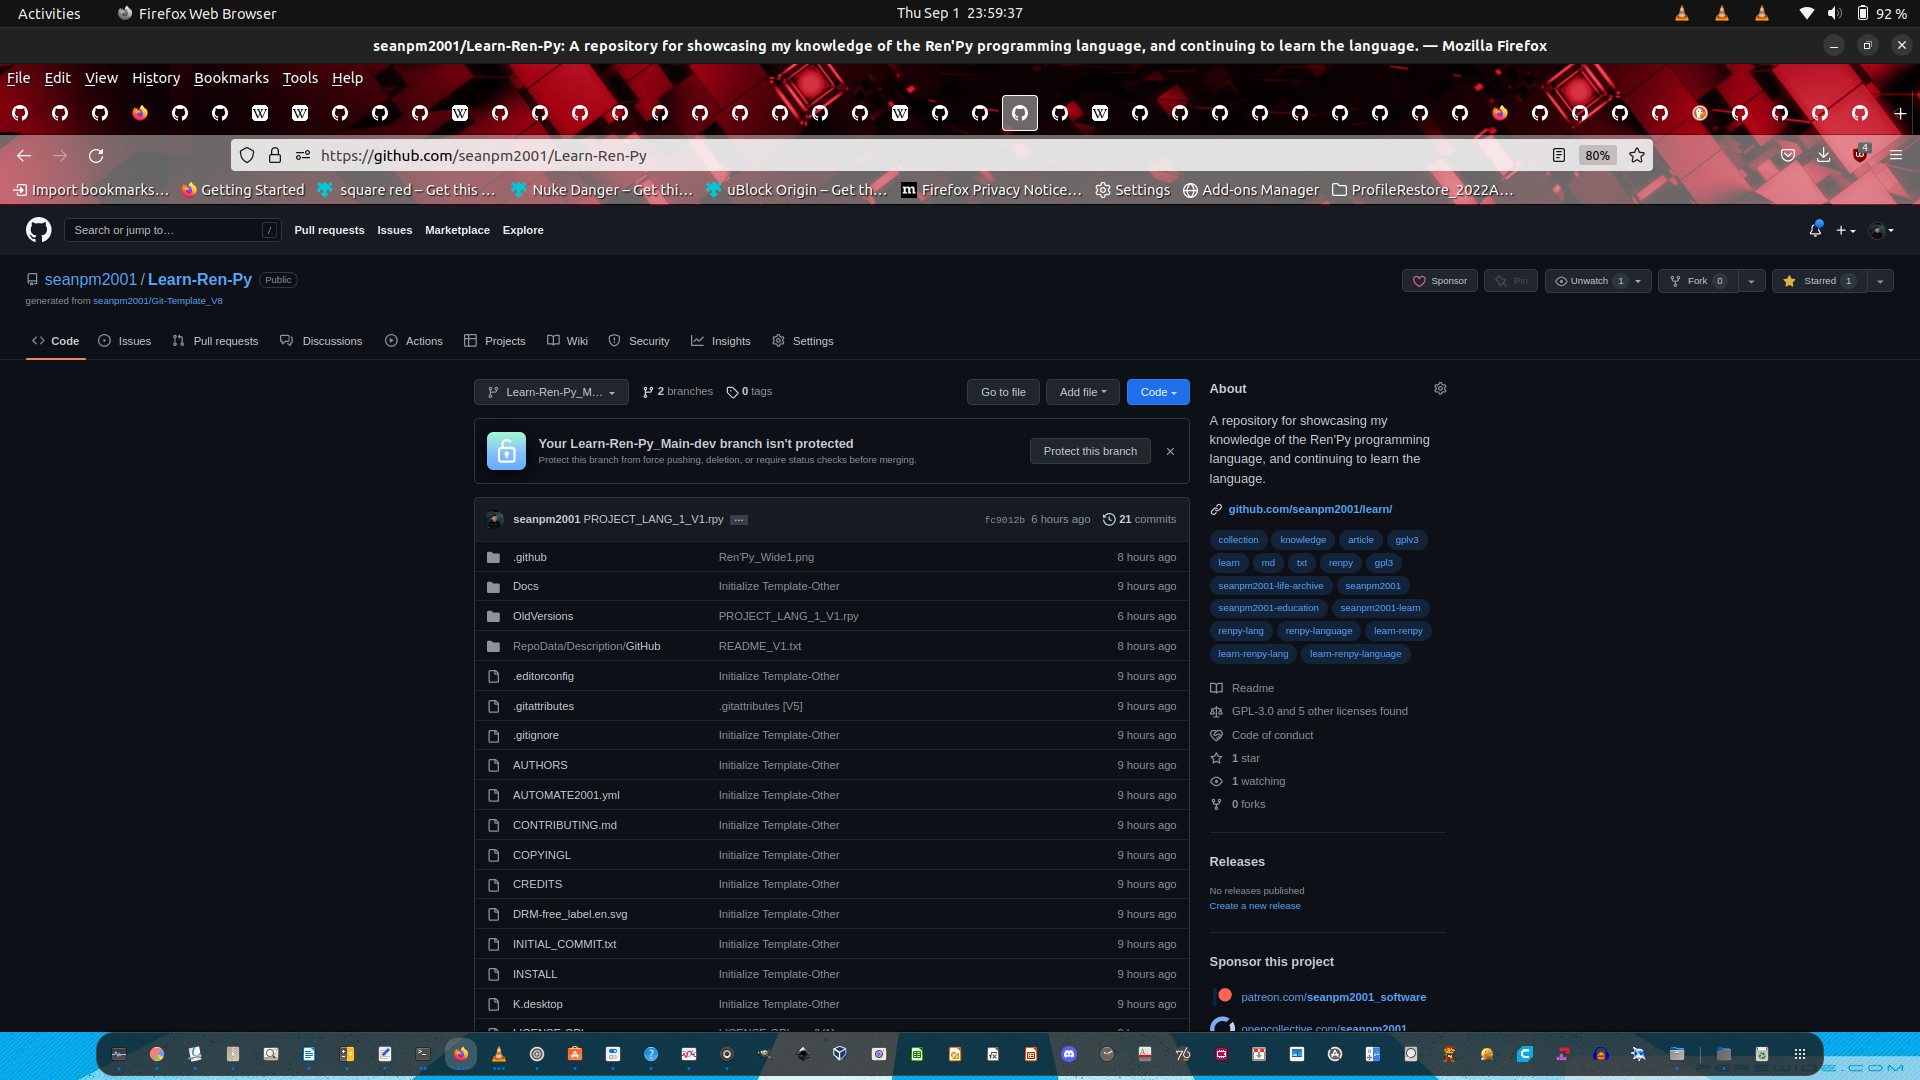 Activities
Firefox Web Browser
Thu Sep 1 23:59:37
92 %
seanpm2001/Learn-Ren-Py: A repository for showcasing my knowledge of the Ren'Py programming language, and continuing to learn the language. — Mozilla Firefox
File Edit View History Bookmarks Tools Help
https://github.com/seanpm2001/Learn-Ren-Py
80%
4
Import bookmarks…
Getting Started
square red – Get this …
Nuke Danger – Get thi…
uBlock Origin – Get th…
Firefox Privacy Notice…
Settings
Add-ons Manager
ProfileRestore_2022A…
Search or jump to…
/
Pull requests Issues Marketplace Explore
seanpm2001 / Learn-Ren-Py Public
generated from seanpm2001/Git-Template_V8
Sponsor
Pin
Unwatch 1
Fork 0
Starred 1
Code
Issues
Pull requests
Discussions
Actions
Projects
Wiki
Security
Insights
Settings
Learn-Ren-Py_M…
2 branches
0 tags
Go to file
Add file
Code
Your Learn-Ren-Py_Main-dev branch isn't protected
Protect this branch from force pushing, deletion, or require status checks before merging.
Protect this branch
seanpm2001 PROJECT_LANG_1_V1.rpy …
fc9012b 6 hours ago
21 commits
.github Ren'Py_Wide1.png 8 hours ago
Docs Initialize Template-Other 9 hours ago
OldVersions PROJECT_LANG_1_V1.rpy 6 hours ago
RepoData/Description/GitHub README_V1.txt 8 hours ago
.editorconfig Initialize Template-Other 9 hours ago
.gitattributes .gitattributes [V5] 9 hours ago
.gitignore Initialize Template-Other 9 hours ago
AUTHORS Initialize Template-Other 9 hours ago
AUTOMATE2001.yml Initialize Template-Other 9 hours ago
CONTRIBUTING.md Initialize Template-Other 9 hours ago
COPYINGL Initialize Template-Other 9 hours ago
CREDITS Initialize Template-Other 9 hours ago
DRM-free_label.en.svg Initialize Template-Other 9 hours ago
INITIAL_COMMIT.txt Initialize Template-Other 9 hours ago
INSTALL Initialize Template-Other 9 hours ago
K.desktop Initialize Template-Other 9 hours ago
About
A repository for showcasing my
knowledge of the Ren'Py programming
language, and continuing to learn the
language.
github.com/seanpm2001/learn/
collection knowledge article gplv3
learn md txt renpy gpl3
seanpm2001-life-archive seanpm2001
seanpm2001-education seanpm2001-learn
renpy-lang renpy-language learn-renpy
learn-renpy-lang learn-renpy-language
Readme
GPL-3.0 and 5 other licenses found
Code of conduct
1 star
1 watching
0 forks
Releases
No releases published
Create a new release
Sponsor this project
patreon.com/seanpm2001_software
opencollective.com/seanpm2001